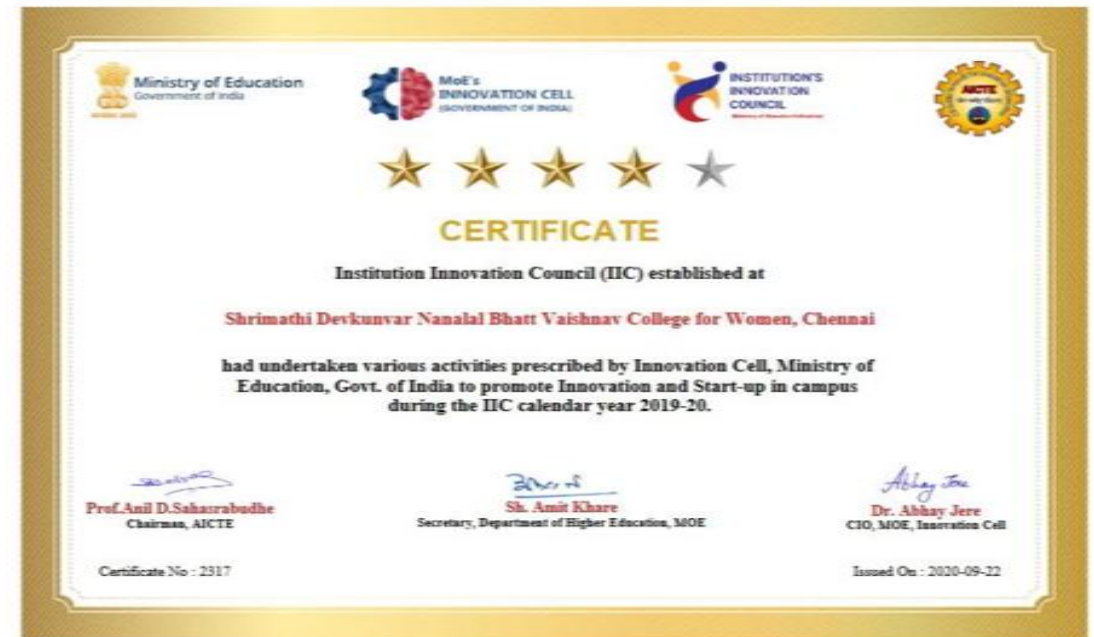 Ministry of Education
Government of India
MoE's
INNOVATION CELL
(GOVERNMENT OF INDIA)
INSTITUTION'S
INNOVATION
COUNCIL
AICTE
CERTIFICATE
Institution Innovation Council (IIC) established at
Shrimathi Devkunvar Nanalal Bhatt Vaishnav College for Women, Chennai
had undertaken various activities prescribed by Innovation Cell, Ministry of
Education, Govt. of India to promote Innovation and Start-up in campus
during the IIC calendar year 2019-20.
Prof.Anil D.Sahasrabudhe
Chairman, AICTE
Sh. Amit Khare
Secretary, Department of Higher Education, MOE
Abhay Jere
Dr. Abhay Jere
CIO, MOE, Innovation Cell
Certificate No : 2317
Issued On : 2020-09-22